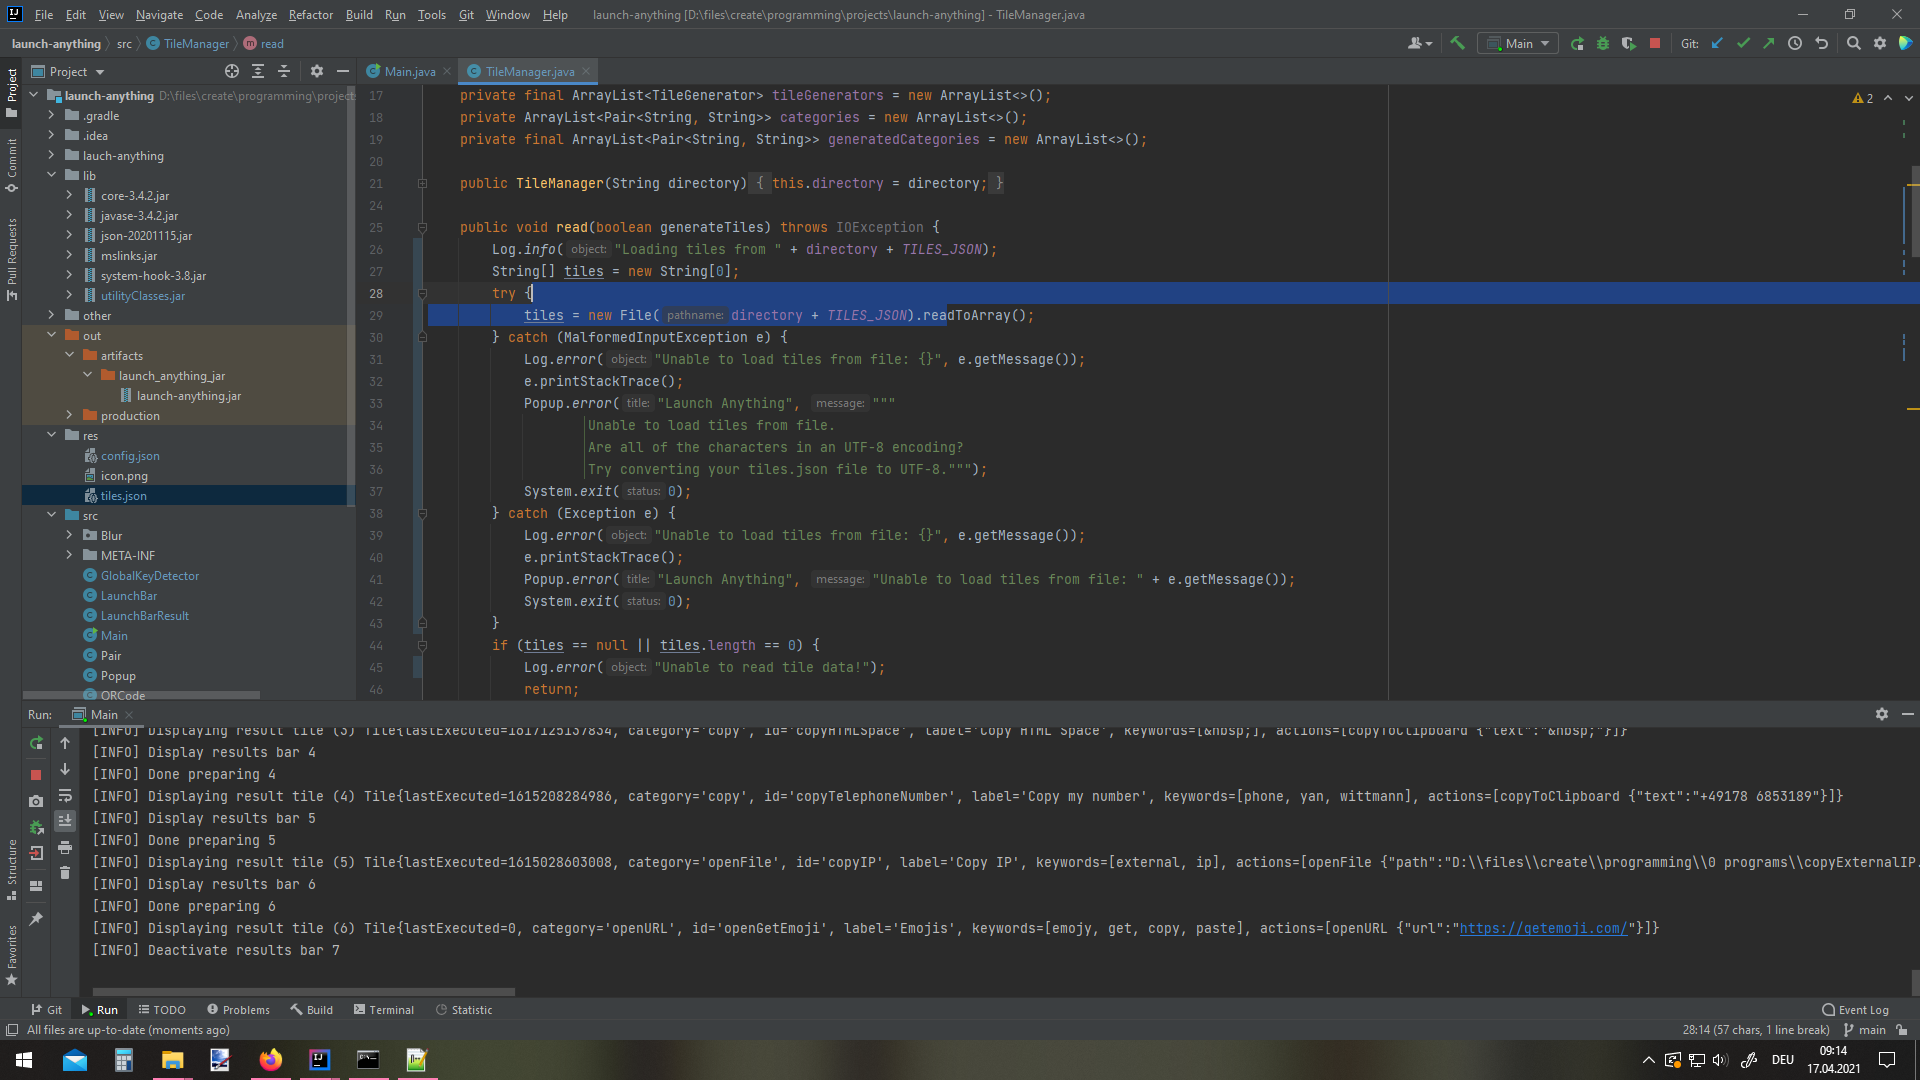 File Edit View Navigate Code Analyze Refactor Build Run Tools Git Window Help launch-anything [D:\files\create\programming\projects\launch-anything] - TileManager.java
launch-anything src TileManager read Main Git:
Project Main.java TileManager.java
launch-anything D:\files\create\programming\project
.gradle
.idea
lauch-anything
lib
core-3.4.2.jar
javase-3.4.2.jar
json-20201115.jar
mslinks.jar
system-hook-3.8.jar
utilityClasses.jar
other
out
artifacts
launch_anything_jar
launch-anything.jar
production
res
config.json
icon.png
tiles.json
src
Blur
META-INF
GlobalKeyDetector
LaunchBar
LaunchBarResult
Main
Pair
Popup
QRCode
Project
Commit
Pull Requests
Structure
Favorites
2
17 private final ArrayList<TileGenerator> tileGenerators = new ArrayList<>();
18 private ArrayList<Pair<String, String>> categories = new ArrayList<>();
19 private final ArrayList<Pair<String, String>> generatedCategories = new ArrayList<>();
20
21 public TileManager(String directory) { this.directory = directory; }
24
25 public void read(boolean generateTiles) throws IOException {
26 Log.info( object: "Loading tiles from " + directory + TILES_JSON);
27 String[] tiles = new String[0];
28 try {
29 tiles = new File( pathname: directory + TILES_JSON).readToArray();
30 } catch (MalformedInputException e) {
31 Log.error( object: "Unable to load tiles from file: {}", e.getMessage());
32 e.printStackTrace();
33 Popup.error( title: "Launch Anything", message: """
34 Unable to load tiles from file.
35 Are all of the characters in an UTF-8 encoding?
36 Try converting your tiles.json file to UTF-8.""");
37 System.exit( status: 0);
38 } catch (Exception e) {
39 Log.error( object: "Unable to load tiles from file: {}", e.getMessage());
40 e.printStackTrace();
41 Popup.error( title: "Launch Anything", message: "Unable to load tiles from file: " + e.getMessage());
42 System.exit( status: 0);
43 }
44 if (tiles == null || tiles.length == 0) {
45 Log.error( object: "Unable to read tile data!");
46 return;
Run: Main
[INFO] Displaying result tile (3) Tile{lastExecuted=1617125137834, category='copy', id='copyHTMLSpace', label='Copy HTML Space', keywords=[&nbsp;], actions=[copyToClipboard {"text":"&nbsp;"}]}
[INFO] Display results bar 4
[INFO] Done preparing 4
[INFO] Displaying result tile (4) Tile{lastExecuted=1615208284986, category='copy', id='copyTelephoneNumber', label='Copy my number', keywords=[phone, yan, wittmann], actions=[copyToClipboard {"text":"+49178 6853189"}]}
[INFO] Display results bar 5
[INFO] Done preparing 5
[INFO] Displaying result tile (5) Tile{lastExecuted=1615028603008, category='openFile', id='copyIP', label='Copy IP', keywords=[external, ip], actions=[openFile {"path":"D:\\files\\create\\programming\\0 programs\\copyExternalIP.
[INFO] Display results bar 6
[INFO] Done preparing 6
[INFO] Displaying result tile (6) Tile{lastExecuted=0, category='openURL', id='openGetEmoji', label='Emojis', keywords=[emojy, get, copy, paste], actions=[openURL {"url":"https://getemoji.com/"}]}
[INFO] Deactivate results bar 7
Git Run TODO Problems Build Terminal Statistic Event Log
All files are up-to-date (moments ago) 28:14 (57 chars, 1 line break) main
DEU 09:14
17.04.2021